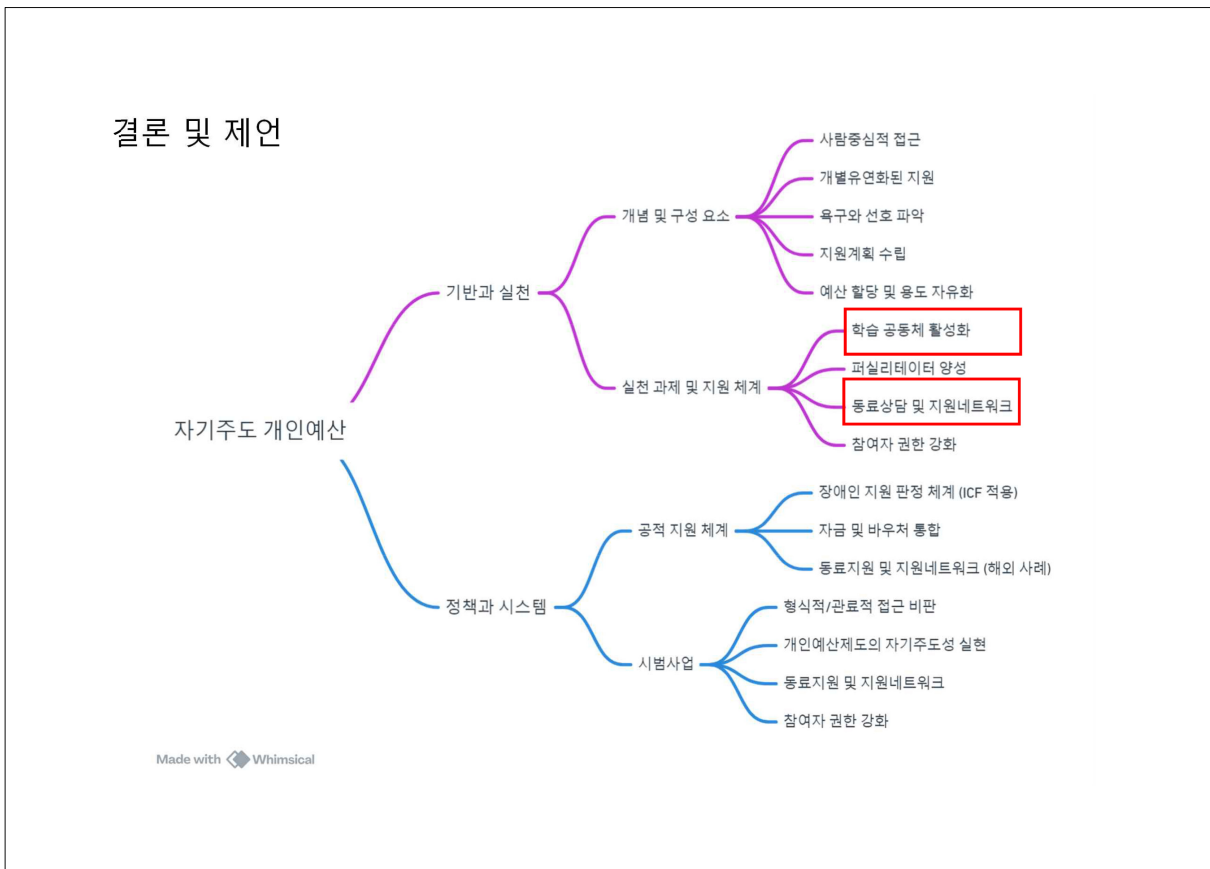 결론 및 제언
사람중심적 접근
개별유연화된 지원
개념 및 구성 요소
욕구와 선호 파악
지원계획 수립
기반과 실천
예산 할당 및 용도 자유화
학습 공동체 활성화
퍼실리테이터 양성
실천 과제 및 지원 체계
동료상담 및 지원네트워크
자기주도 개인예산
참여자 권한 강화
장애인 지원 판정 체계 (ICF 적용)
공적 지원 체계
자금 및 바우처 통합
동료지원 및 지원네트워크 (해외 사례)
정책과 시스템
형식적/관료적 접근 비판
개인예산제도의 자기주도성 실현
시범사업
동료지원 및 지원네트워크
참여자 권한 강화
Made with Whimsical